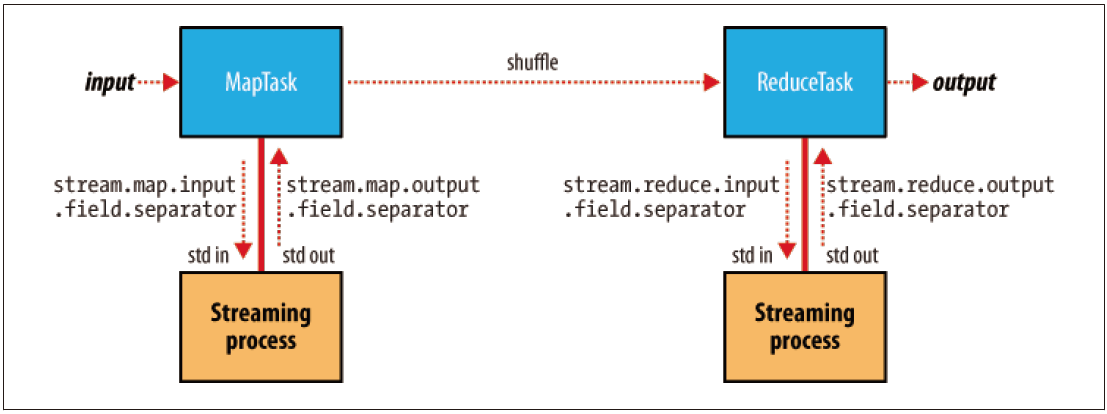 input
MapTask
shuffle
ReduceTask
output
stream.map.input
.field.separator
stream.map.output
.field.separator
stream.reduce.input
.field.separator
stream.reduce.output
.field.separator
std in
std out
std in
std out
Streaming
process
Streaming
process